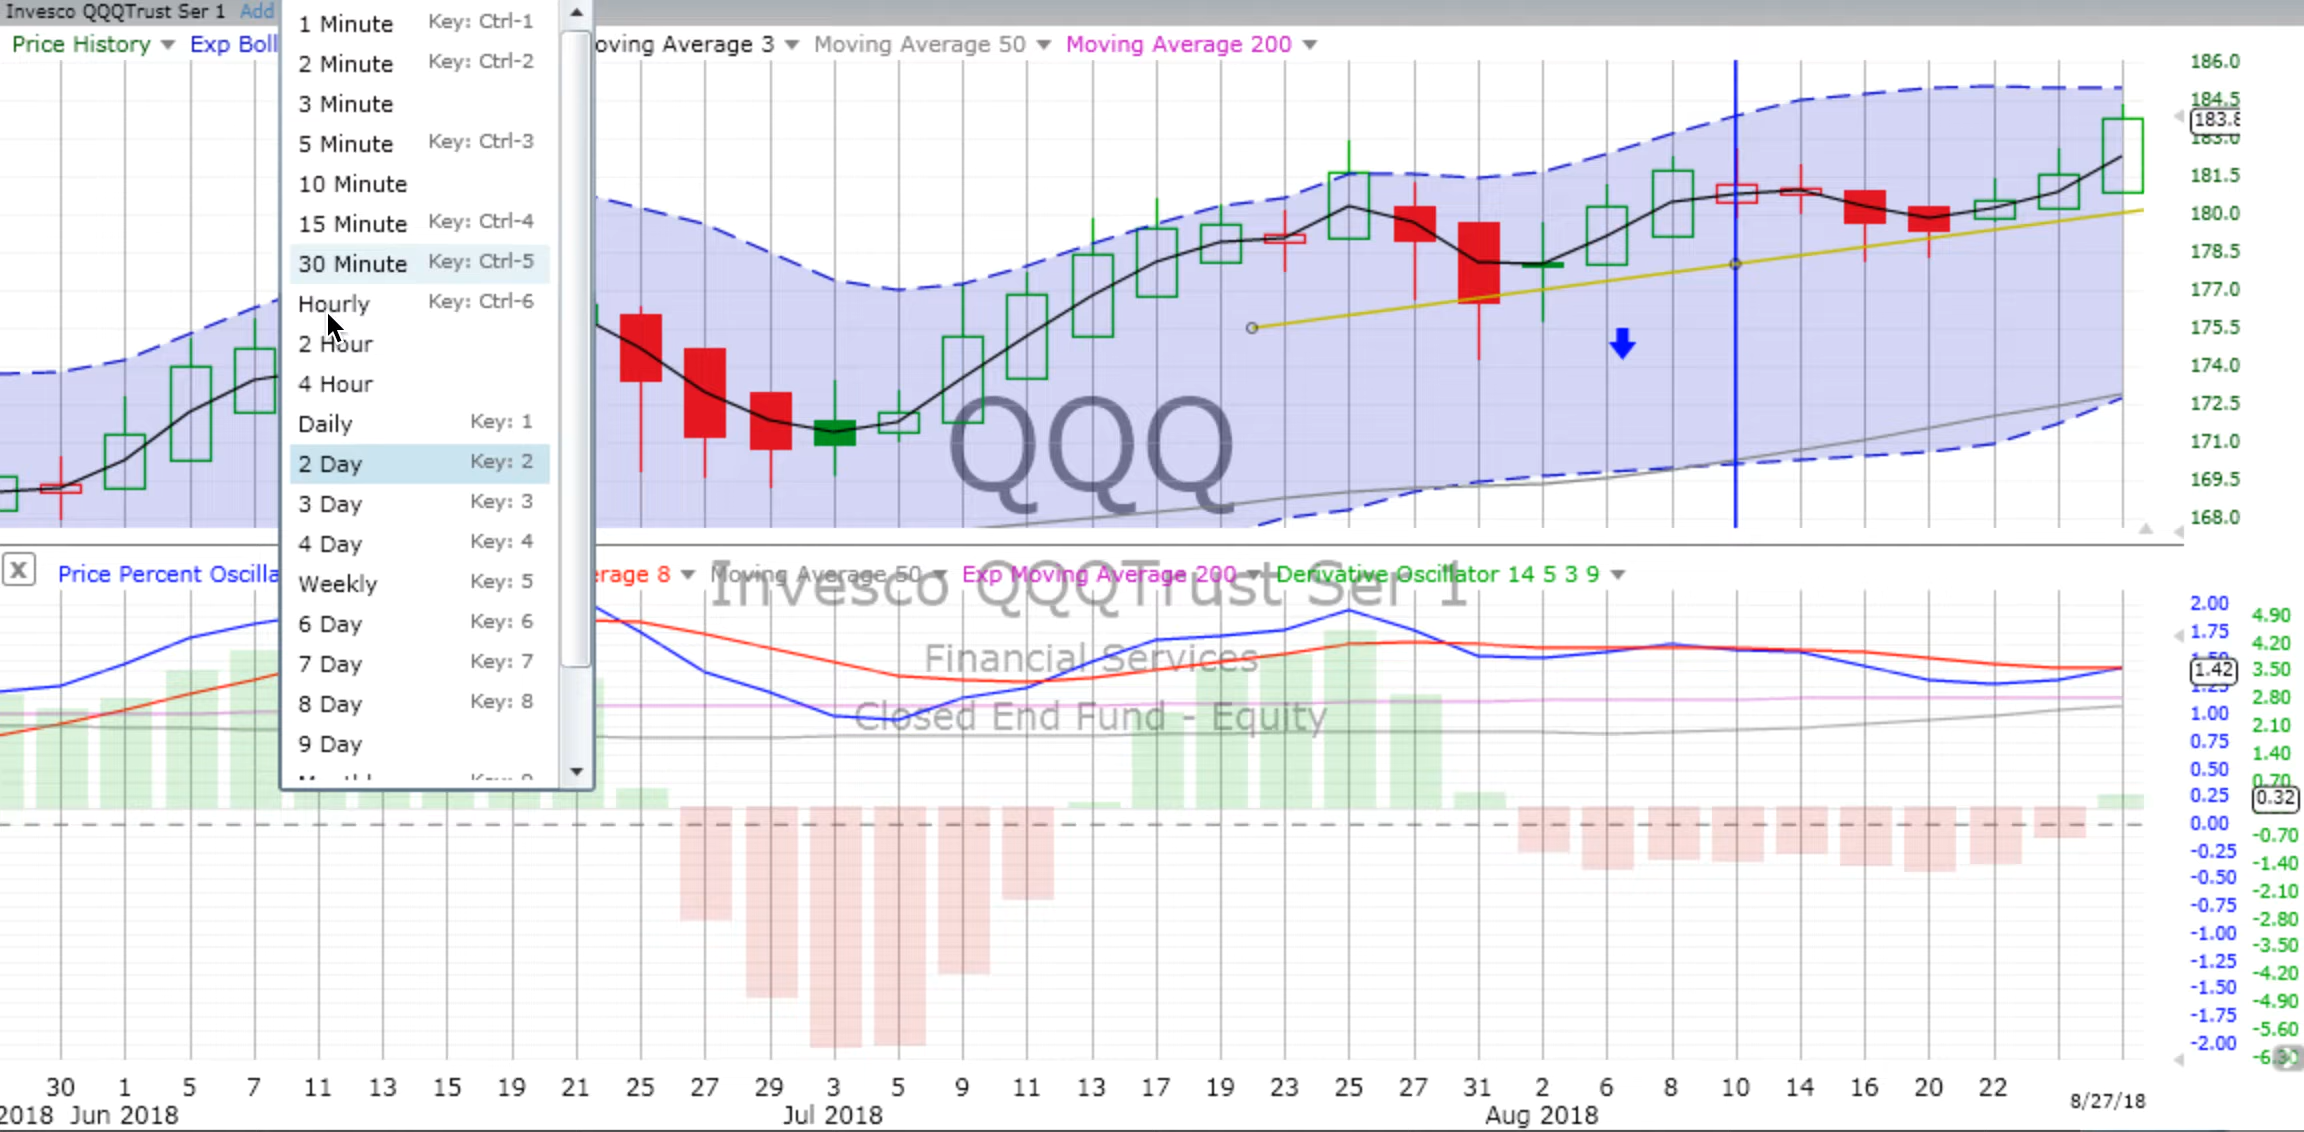 Invesco QQQTrust Ser 1 Add
Price History Exp Boll
oving Average 3 Moving Average 50 Moving Average 200
1 Minute Key: Ctrl-1
2 Minute Key: Ctrl-2
3 Minute
5 Minute Key: Ctrl-3
10 Minute
15 Minute Key: Ctrl-4
30 Minute Key: Ctrl-5
Hourly Key: Ctrl-6
2 Hour
4 Hour
Daily Key: 1
2 Day Key: 2
3 Day Key: 3
4 Day Key: 4
Weekly Key: 5
6 Day Key: 6
7 Day Key: 7
8 Day Key: 8
9 Day
186.0
184.5
183.8
183.0
181.5
180.0
178.5
177.0
175.5
174.0
172.5
171.0
169.5
168.0
QQQ
X Price Percent Oscilla
erage 8 Moving Average 50 Exp Moving Average 200 Derivative Oscillator 14 5 3 9
Invesco QQQTrust Ser 1
Financial Services
Closed End Fund - Equity
2.00
1.75
1.42
1.25
1.00
0.75
0.50
0.25
0.00
-0.25
-0.50
-0.75
-1.00
-1.25
-1.50
-1.75
-2.00
4.90
4.20
3.50
2.80
2.10
1.40
0.70
0.32
-0.70
-1.40
-2.10
-2.80
-3.50
-4.20
-4.90
-5.60
30 1 5 7 11 13 15 19 21 25 27 29 3 5 9 11 13 17 19 23 25 27 31 2 6 8 10 14 16 20 22
2018 Jun 2018 Jul 2018 Aug 2018 8/27/18